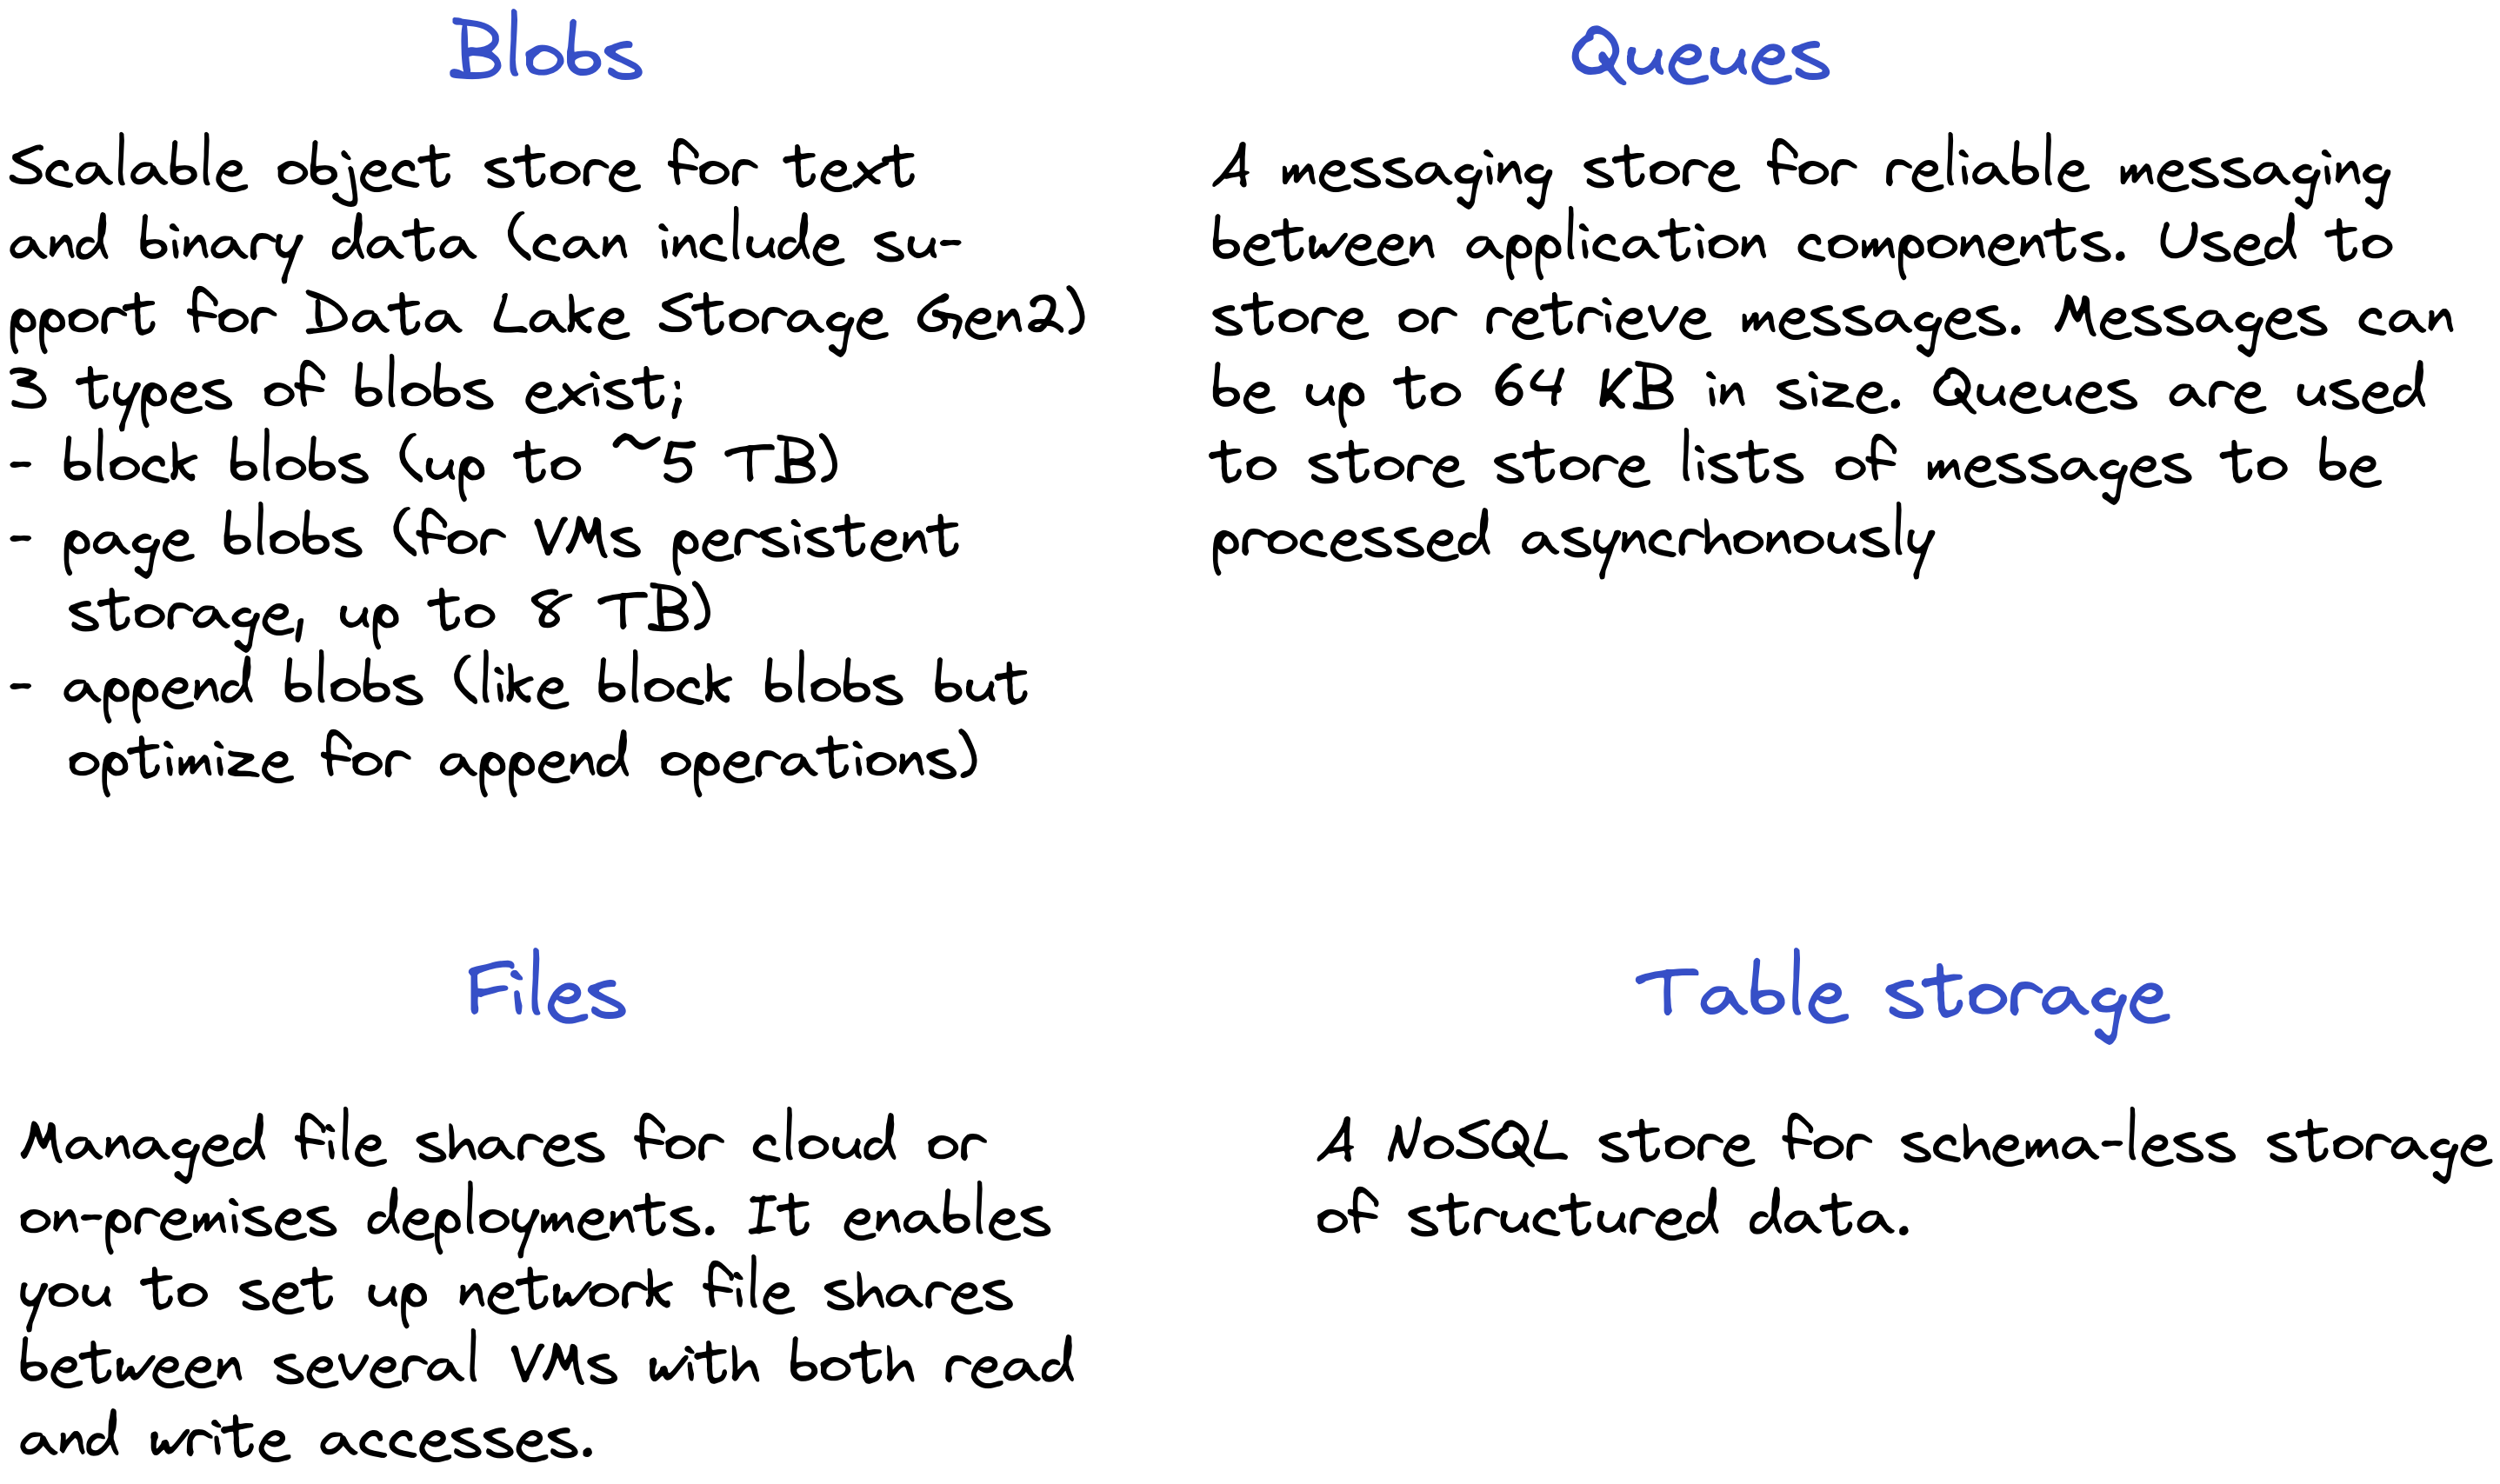 Blobs
Scalable object store for text
and binary data (can include su-
pport for Data Lake Storage Gen2)
3 types of blobs exist;
- block blobs (up to ~5 TB)
- page blobs (for VMs persistent
storage, up to 8 TB)
- append blobs (like block blobs but
optimize for append operations)
Queues
A messaging store for reliable messaging
between application components. Used to
store or retrieve messages. Messages can
be up to 64 KB in size. Queues are used
to store store lists of messages to be
processed asyncrhonously
Files
Managed file shares for cloud or
on-premises deployments. It enables
you to set up network file shares
between several VMs with both read
and write accesses.
Table storage
A NoSQL store for schema-less storage
of structured data.